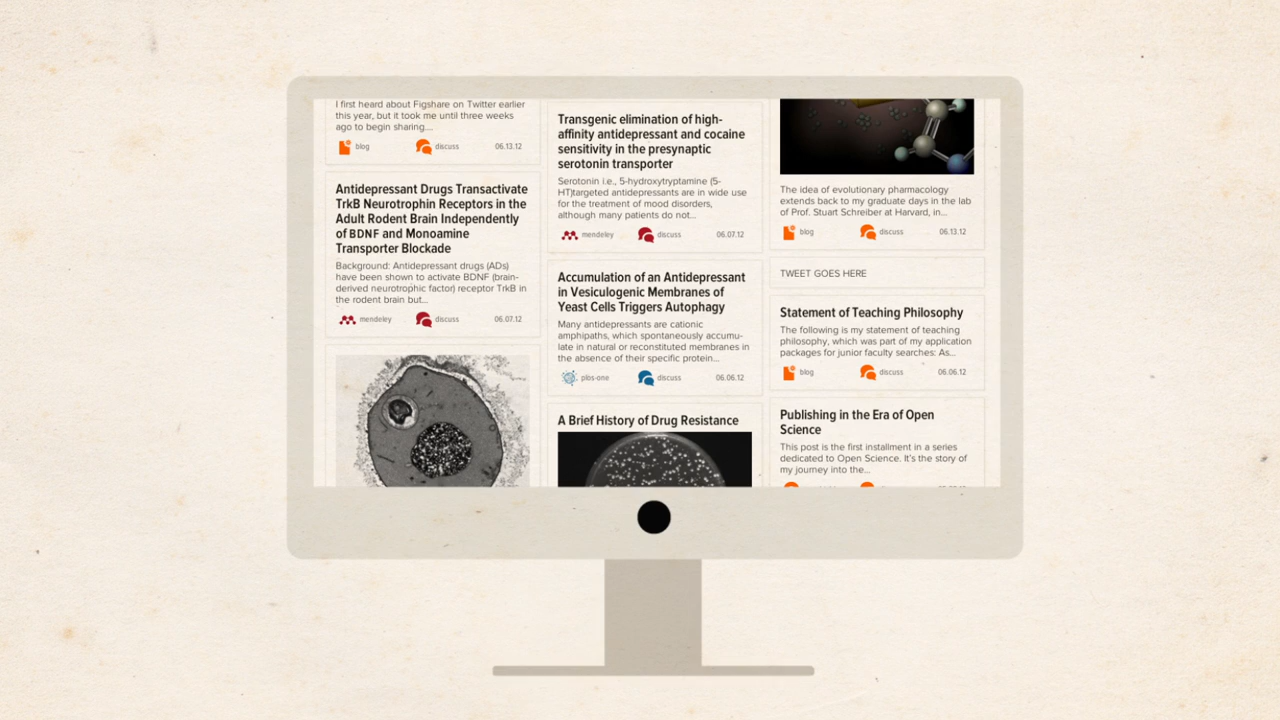 I first heard about Figshare on Twitter earlier
this year, but it took me until three weeks
ago to begin sharing...
blog discuss 06.13.12
Antidepressant Drugs Transactivate
TrkB Neurotrophin Receptors in the
Adult Rodent Brain Independently
of BDNF and Monoamine
Transporter Blockade
Background: Antidepressant drugs (ADs)
have been shown to activate BDNF (brain-
derived neurotrophic factor) receptor TrkB in
the rodent brain but...
mendeley discuss 06.07.12
Transgenic elimination of high-
affinity antidepressant and cocaine
sensitivity in the presynaptic
serotonin transporter
Serotonin i.e., 5-hydroxytryptamine (5-
HT)targeted antidepressants are in wide use
for the treatment of mood disorders,
although many patients do not...
mendeley discuss 06.07.12
Accumulation of an Antidepressant
in Vesiculogenic Membranes of
Yeast Cells Triggers Autophagy
Many antidepressants are cationic
amphipaths, which spontaneously accumu-
late in natural or reconstituted membranes in
the absence of their specific protein...
plos-one discuss 06.06.12
A Brief History of Drug Resistance
The idea of evolutionary pharmacology
extends back to my graduate days in the lab
of Prof. Stuart Schreiber at Harvard, in...
blog discuss 06.13.12
TWEET GOES HERE
Statement of Teaching Philosophy
The following is my statement of teaching
philosophy, which was part of my application
packages for junior faculty searches: As...
blog discuss 06.06.12
Publishing in the Era of Open
Science
This post is the first installment in a series
dedicated to Open Science. It's the story of
my journey into the...